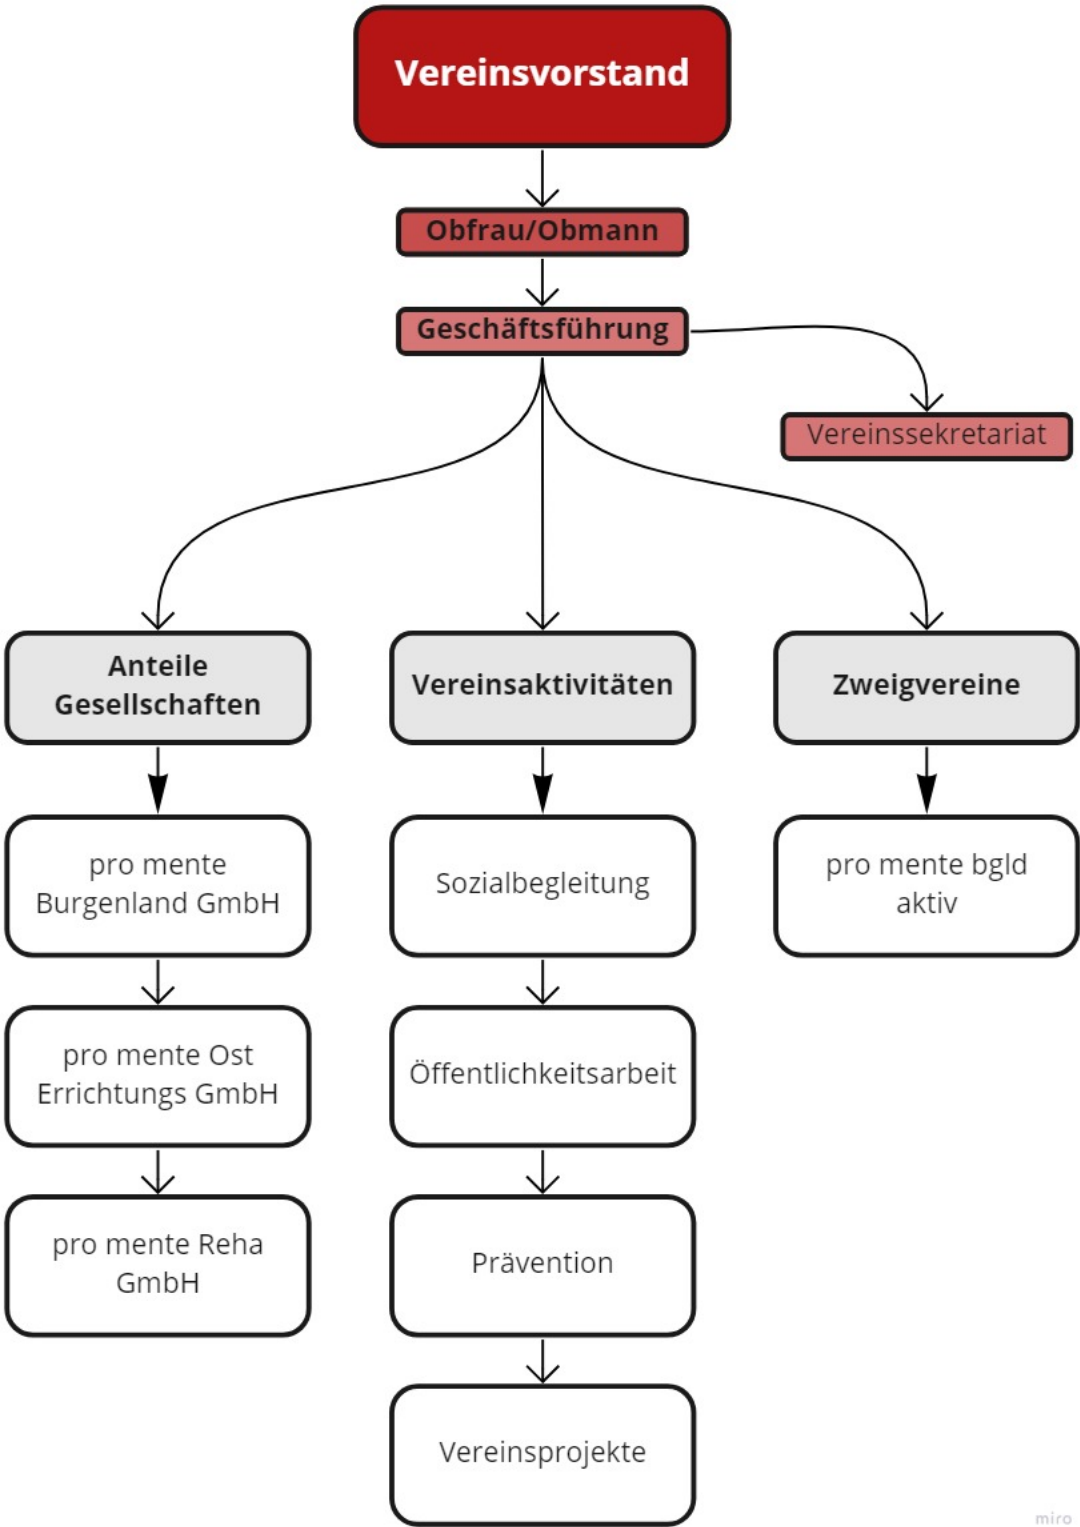 Vereinsvorstand
Obfrau/Obmann
Geschäftsführung
Vereinssekretariat
Anteile
Gesellschaften
Vereinsaktivitäten
Zweigvereine
pro mente
Burgenland GmbH
Sozialbegleitung
pro mente bgld
aktiv
pro mente Ost
Errichtungs GmbH
Öffentlichkeitsarbeit
pro mente Reha
GmbH
Prävention
Vereinsprojekte
miro